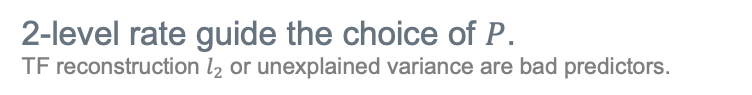 2-level rate guide the choice of P.
TF reconstruction l₂ or unexplained variance are bad predictors.